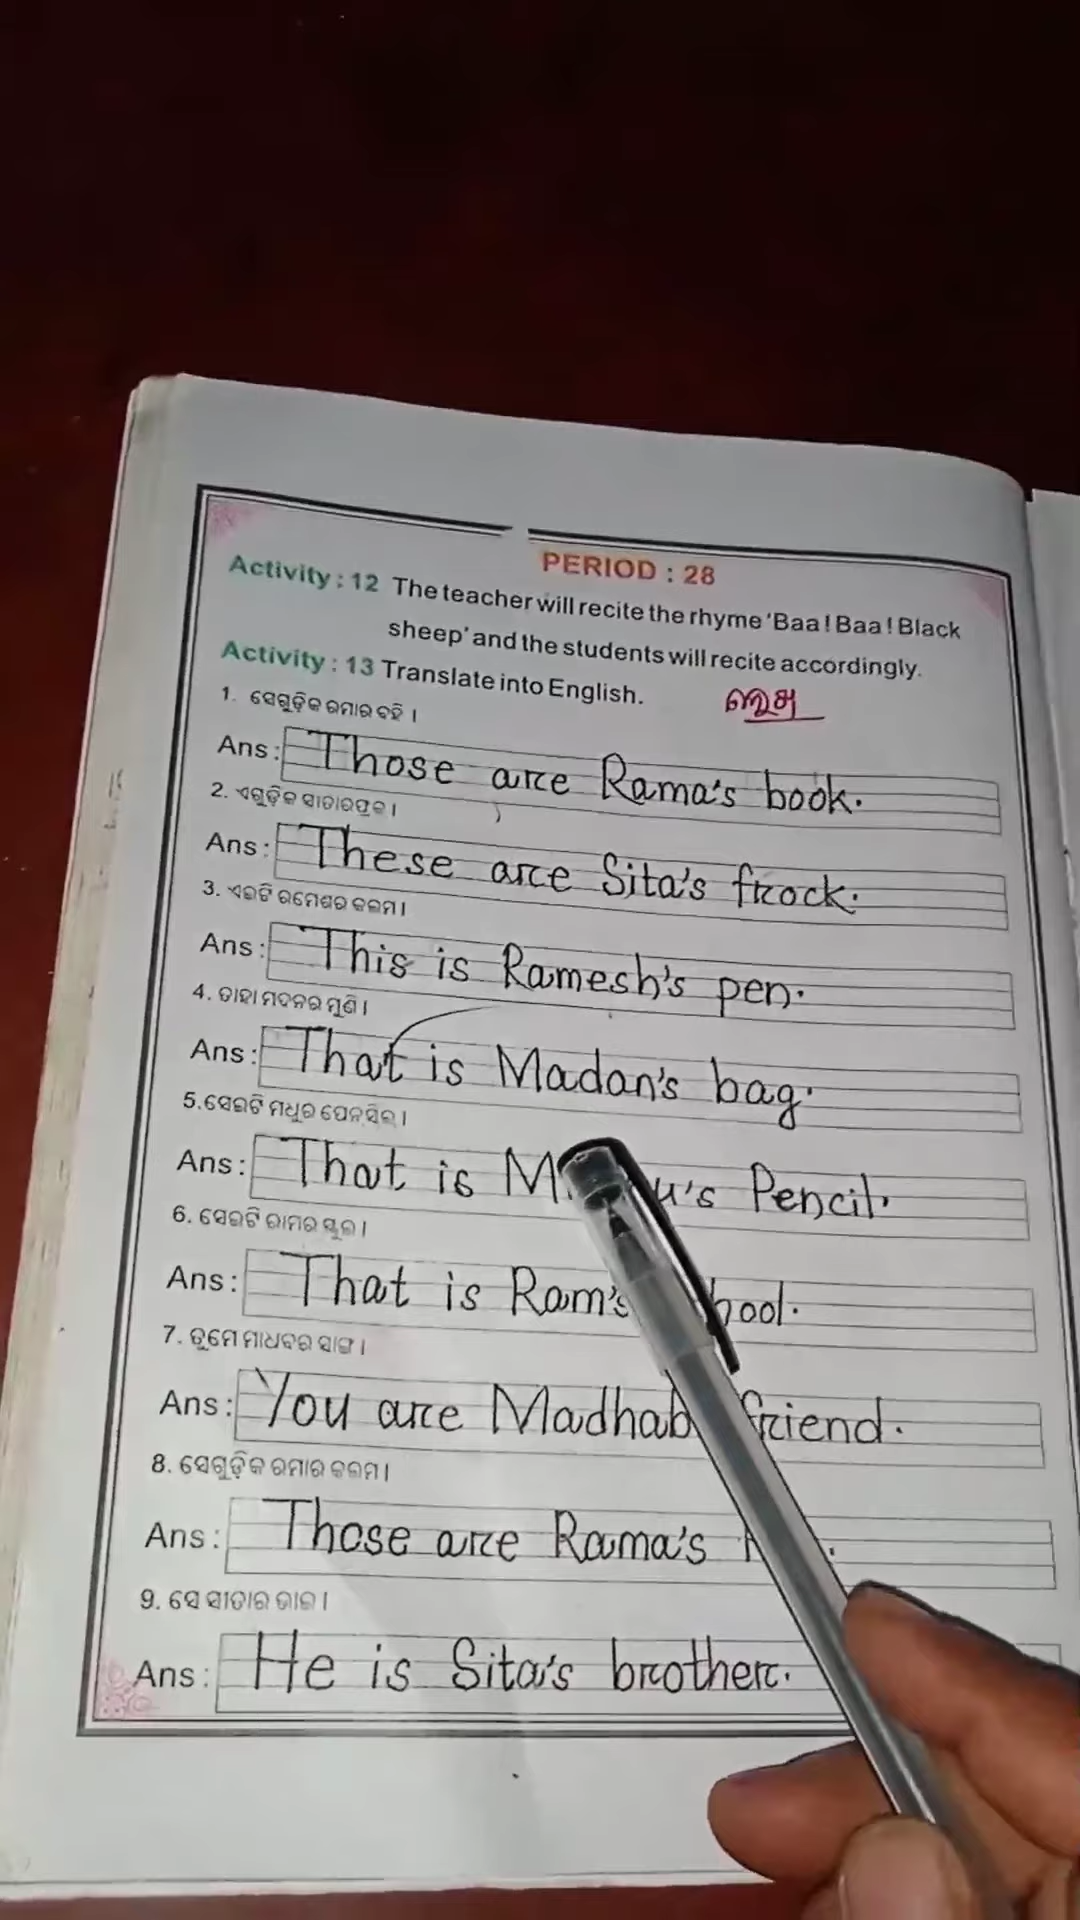 PERIOD : 28
Activity : 12 The teacher will recite the rhyme 'Baa ! Baa ! Black
sheep' and the students will recite accordingly.
Activity : 13 Translate into English.
1. ସେଗୁଡ଼ିକ ରମାର ବହି ।
Ans : Those are Rama's book.
2. ଏଗୁଡ଼ିକ ସୀତାର ଫ୍ରକ ।
Ans : These are Sita's frock.
3. ଏଇଟି ରମେଶର କଲମ ।
Ans : This is Ramesh's pen.
4. ତାହା ମଦନର ମୁଣି ।
Ans : That is Madan's bag.
5. ସେଇଟି ମଧୁର ପେନ୍‌ସିଲ୍ ।
Ans : That is Pencil.
6. ସେଇଟି ରାମର ସ୍କୁଲ ।
Ans : That is Ram's
7. ତୁମେ ମାଧବର ସାଙ୍ଗ ।
Ans : You are friend.
8. ସେଗୁଡ଼ିକ ରମାର କଲମ ।
Ans : Those are Rama's
9. ସେ ସୀତାର ଭାଇ ।
Ans : He is Sita's brother.